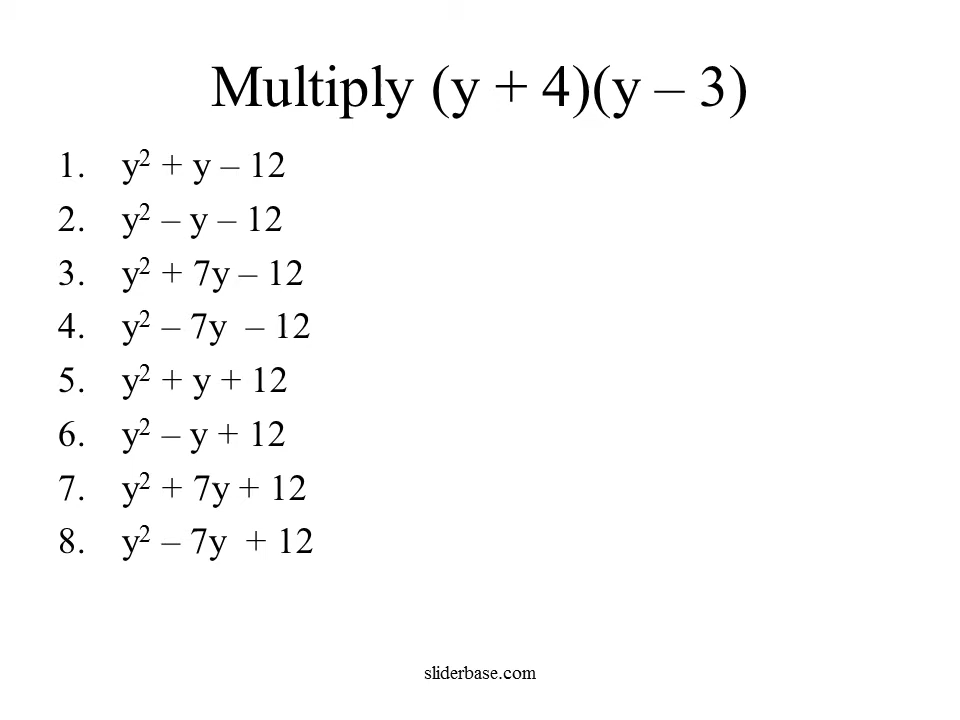 Multiply (y + 4)(y – 3)
1. y² + y – 12
2. y² – y – 12
3. y² + 7y – 12
4. y² – 7y – 12
5. y² + y + 12
6. y² – y + 12
7. y² + 7y + 12
8. y² – 7y + 12
sliderbase.com